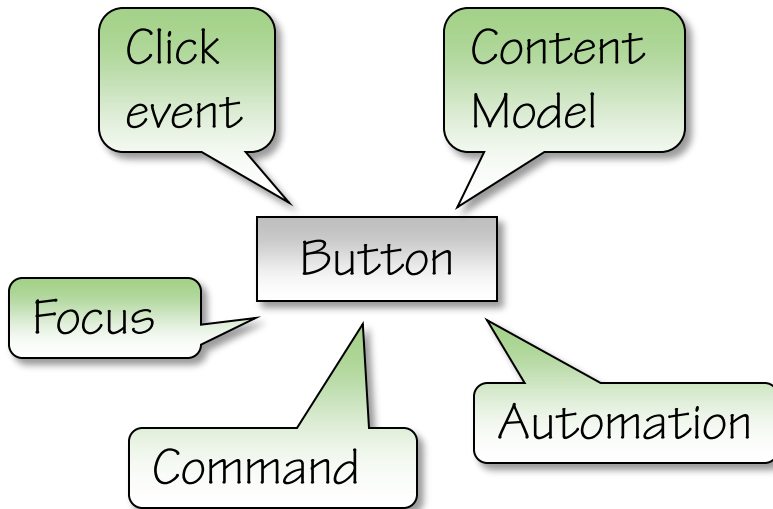 Click
event
Content
Model
Button
Focus
Automation
Command